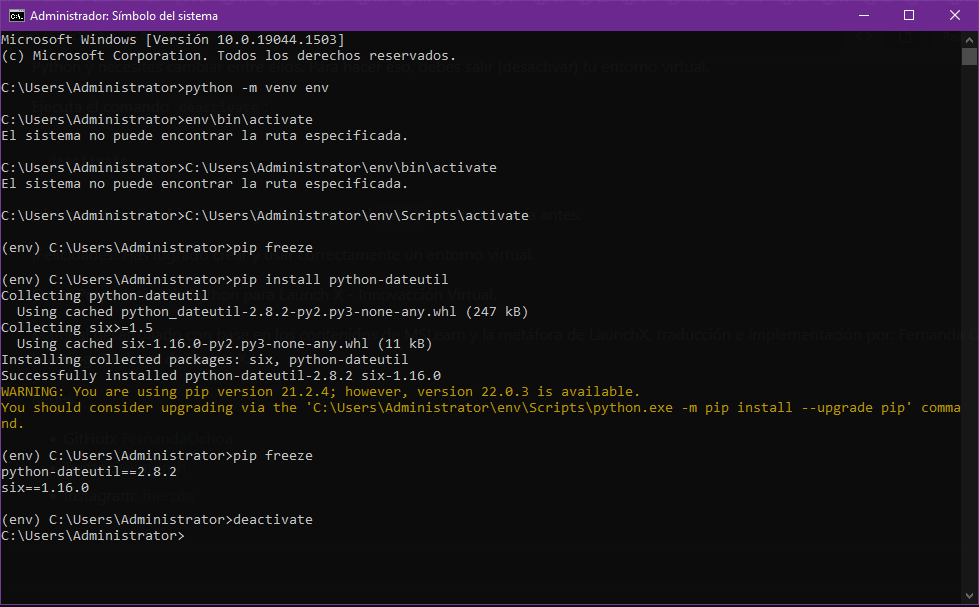 Administrador: Símbolo del sistema
Microsoft Windows [Versión 10.0.19044.1503]
(c) Microsoft Corporation. Todos los derechos reservados.
C:\Users\Administrator>python -m venv env
C:\Users\Administrator>env\bin\activate
El sistema no puede encontrar la ruta especificada.
C:\Users\Administrator>C:\Users\Administrator\env\bin\activate
El sistema no puede encontrar la ruta especificada.
C:\Users\Administrator>C:\Users\Administrator\env\Scripts\activate
(env) C:\Users\Administrator>pip freeze
(env) C:\Users\Administrator>pip install python-dateutil
Collecting python-dateutil
  Using cached python_dateutil-2.8.2-py2.py3-none-any.whl (247 kB)
Collecting six>=1.5
  Using cached six-1.16.0-py2.py3-none-any.whl (11 kB)
Installing collected packages: six, python-dateutil
Successfully installed python-dateutil-2.8.2 six-1.16.0
WARNING: You are using pip version 21.2.4; however, version 22.0.3 is available.
You should consider upgrading via the 'C:\Users\Administrator\env\Scripts\python.exe -m pip install --upgrade pip' comma
nd.
(env) C:\Users\Administrator>pip freeze
python-dateutil==2.8.2
six==1.16.0
(env) C:\Users\Administrator>deactivate
C:\Users\Administrator>